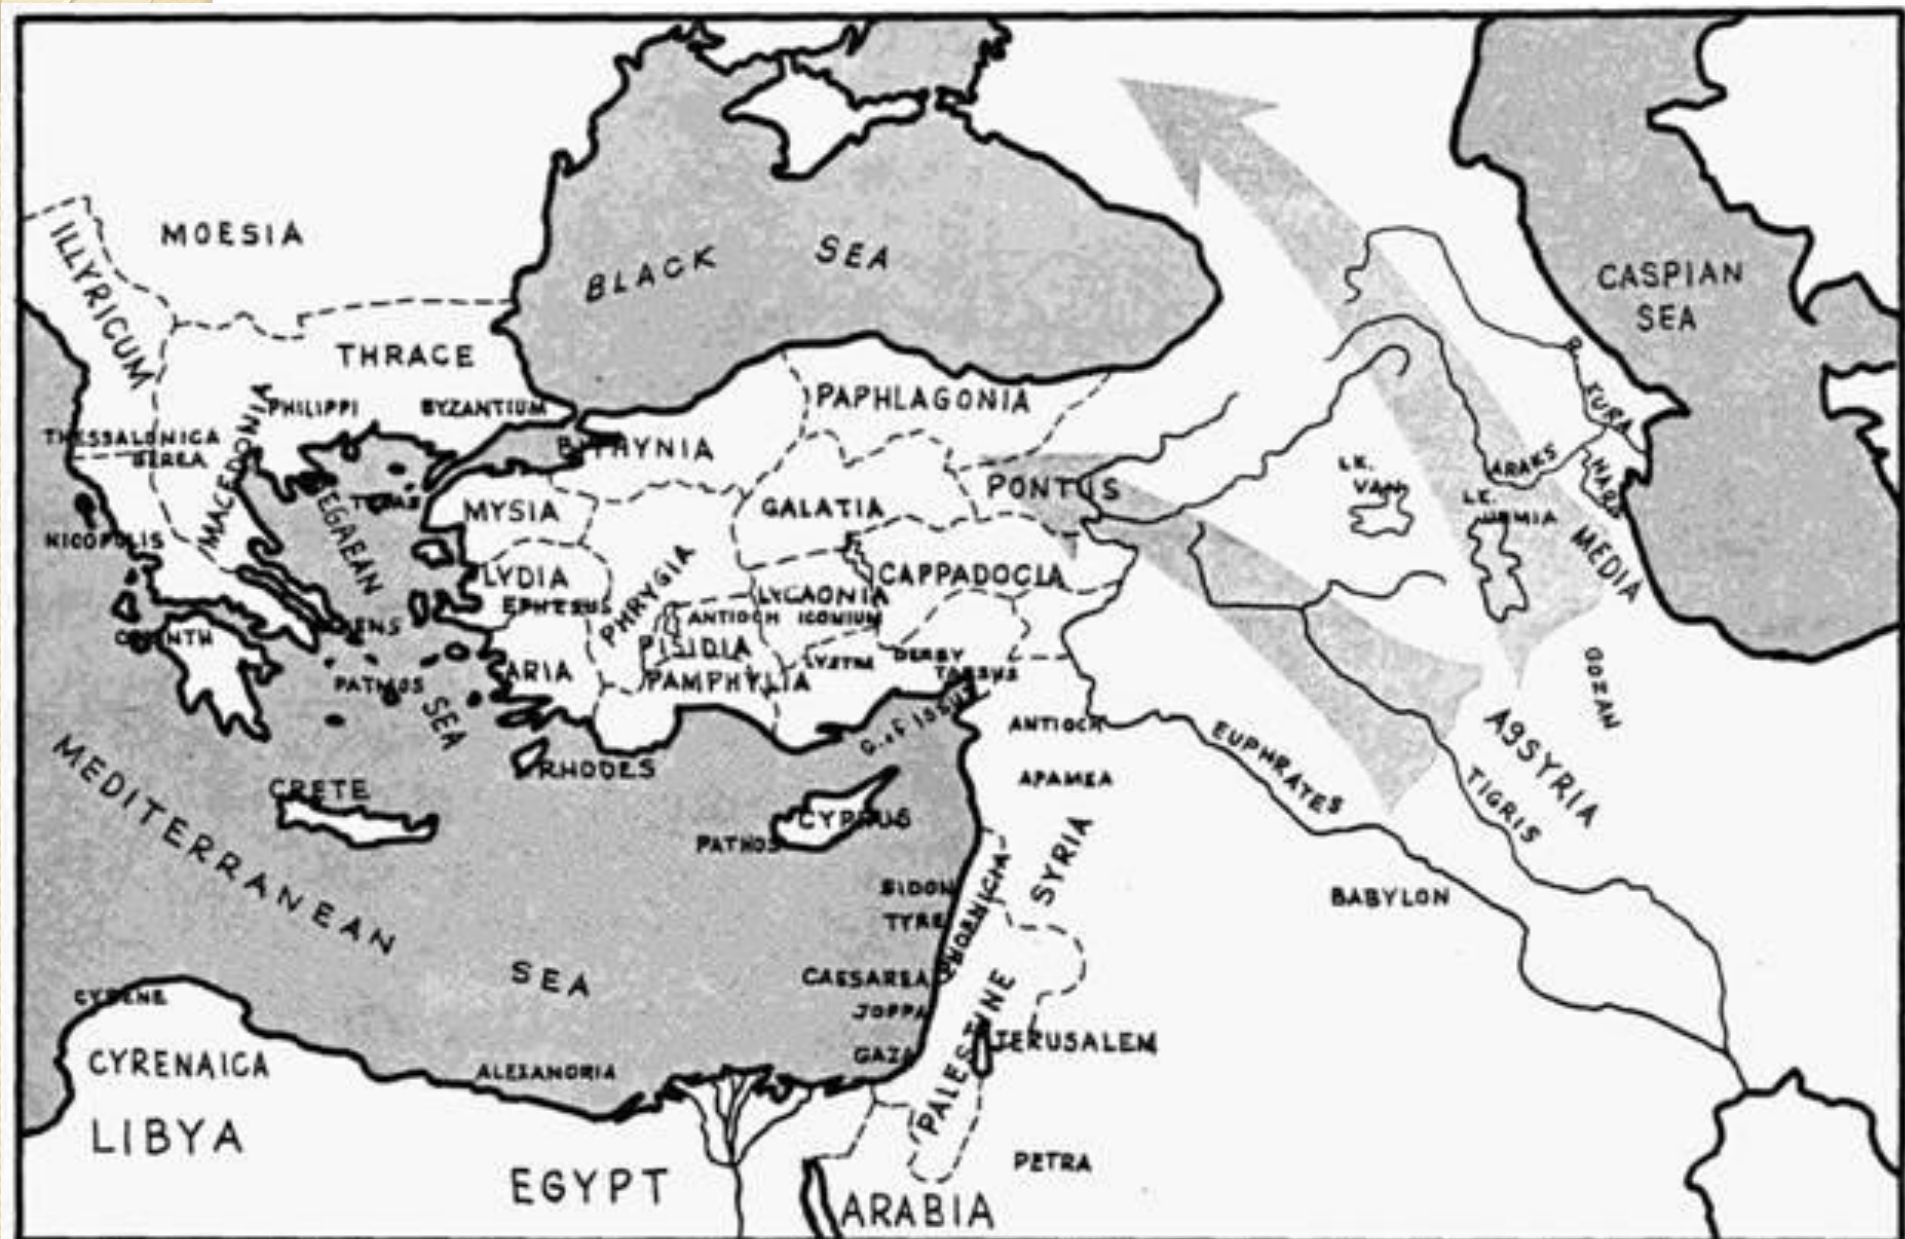 MOESIA
ILLYRICUM
BLACK SEA
CASPIAN
SEA
THRACE
PHILIPPI
BYZANTIUM
PAPHLAGONIA
MACEDONIA
THESSALONICA
BEREA
BITHYNIA
R. KURA
ARAKS
LK.
VAN
LK.
URMIA
MEDIA
PONTUS
MYSIA
GALATIA
AEGAEAN SEA
NICOPOLIS
LYDIA
EPHESUS
PHRYGIA
LYCAONIA
CAPPADOCIA
ANTIOCH
ICONIUM
CORINTH
PISIDIA
LYSTRA
DERBY
TARSUS
ARIA
PAMPHYLIA
PATMOS
G. OF ISSUS
GOZAN
ANTIOCH
ASSYRIA
EUPHRATES
TIGRIS
RHODES
APAMEA
CRETE
CYPRUS
PATHOS
MEDITERRANEAN SEA
SYRIA
SIDON
TYRE
PHOENICIA
BABYLON
CAESAREA
JOPPA
GAZA
PALESTINE
JERUSALEM
CYRENE
CYRENAICA
ALEXANDRIA
LIBYA
EGYPT
ARABIA
PETRA